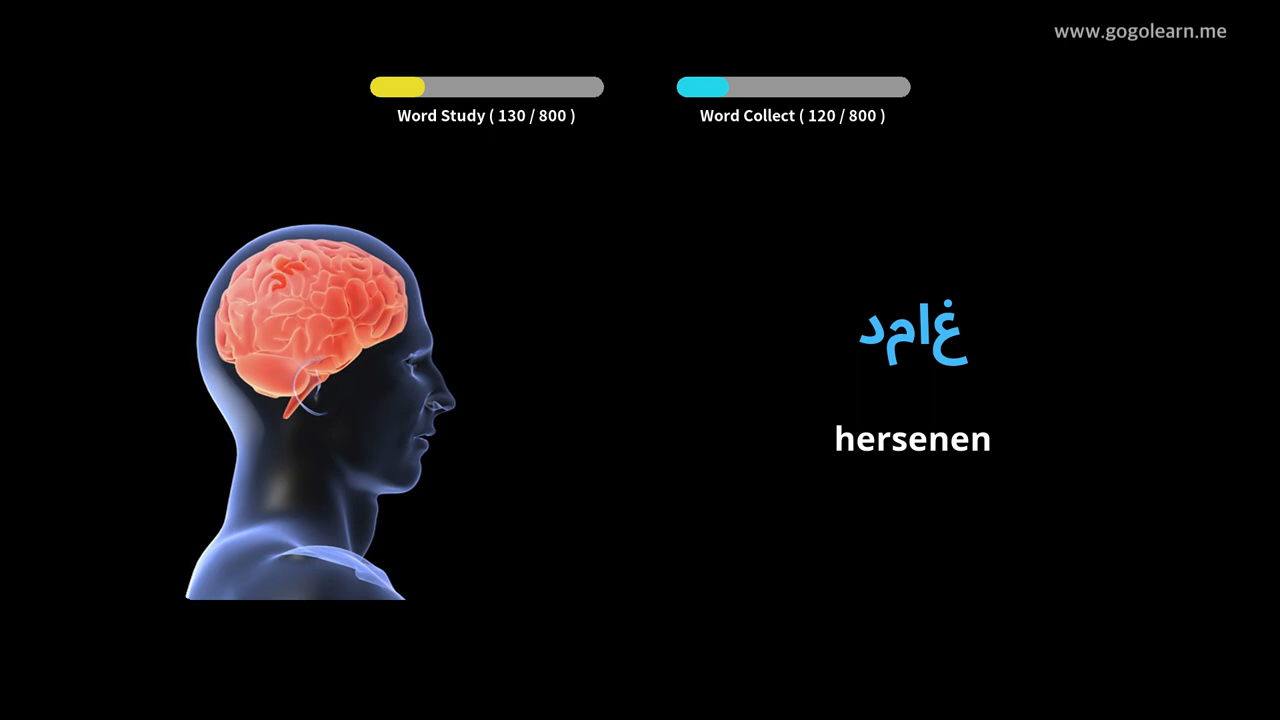 www.gogolearn.me
Word Study ( 130 / 800 )
Word Collect ( 120 / 800 )
دماغ
hersenen